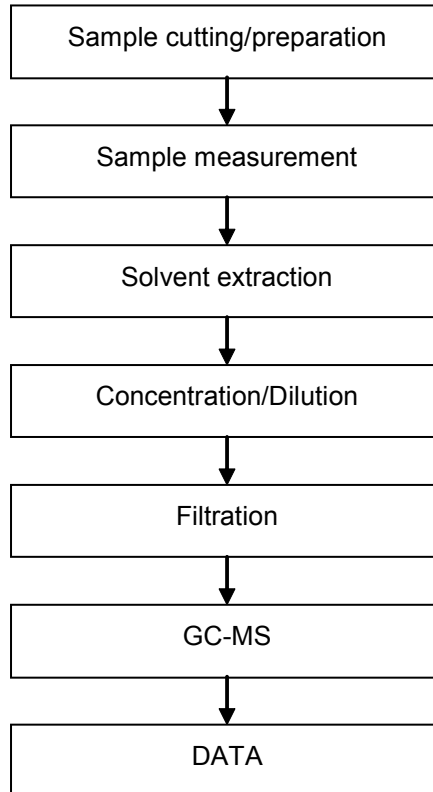 Sample cutting/preparation
Sample measurement
Solvent extraction
Concentration/Dilution
Filtration
GC-MS
DATA